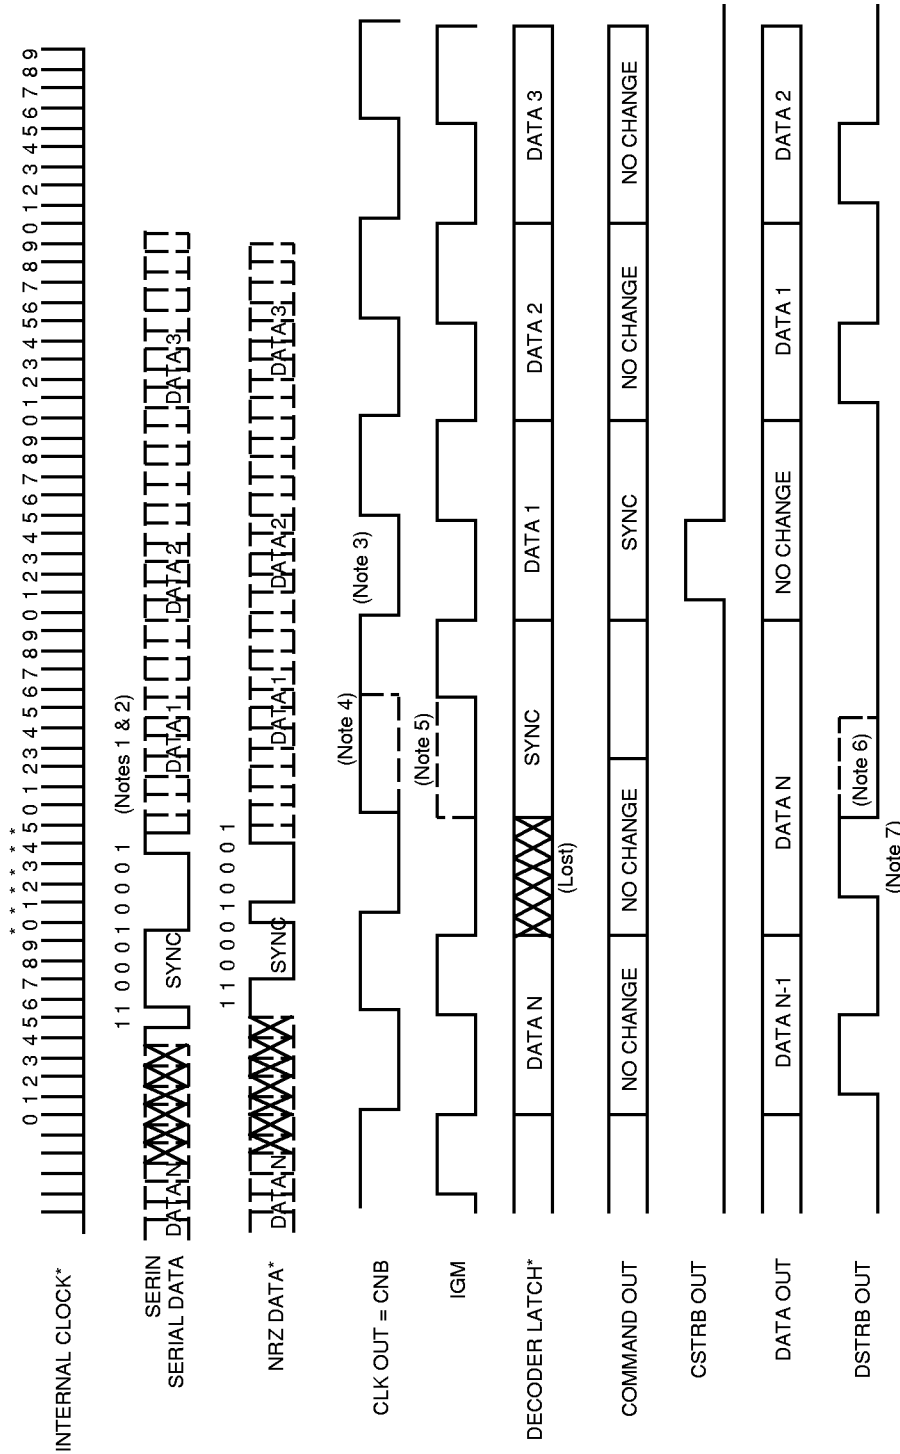 * * * * * *
0 1 2 3 4 5 6 7 8 9 0 1 2 3 4 5 0 1 2 3 4 5 6 7 8 9 0 1 2 3 4 5 6 7 8 9 0 1 2 3 4 5 6 7 8 9 0 1 2 3 4 5 6 7 8 9
INTERNAL CLOCK*
1 1 0 0 0 1 0 0 0 1 (Notes 1 & 2)
SERIN
SERIAL DATA
DATA N SYNC DATA 1 DATA 2 DATA 3
1 1 0 0 0 1 0 0 0 1
NRZ DATA* DATA N SYNC DATA 1 DATA 2 DATA 3
(Note 4) (Note 3)
CLK OUT = CNB
(Note 5)
IGM
DECODER LATCH* DATA N SYNC DATA 1 DATA 2 DATA 3
(Lost)
COMMAND OUT NO CHANGE NO CHANGE SYNC NO CHANGE NO CHANGE
CSTRB OUT
DATA OUT DATA N-1 DATA N NO CHANGE DATA 1 DATA 2
DSTRB OUT (Note 6)
(Note 7)